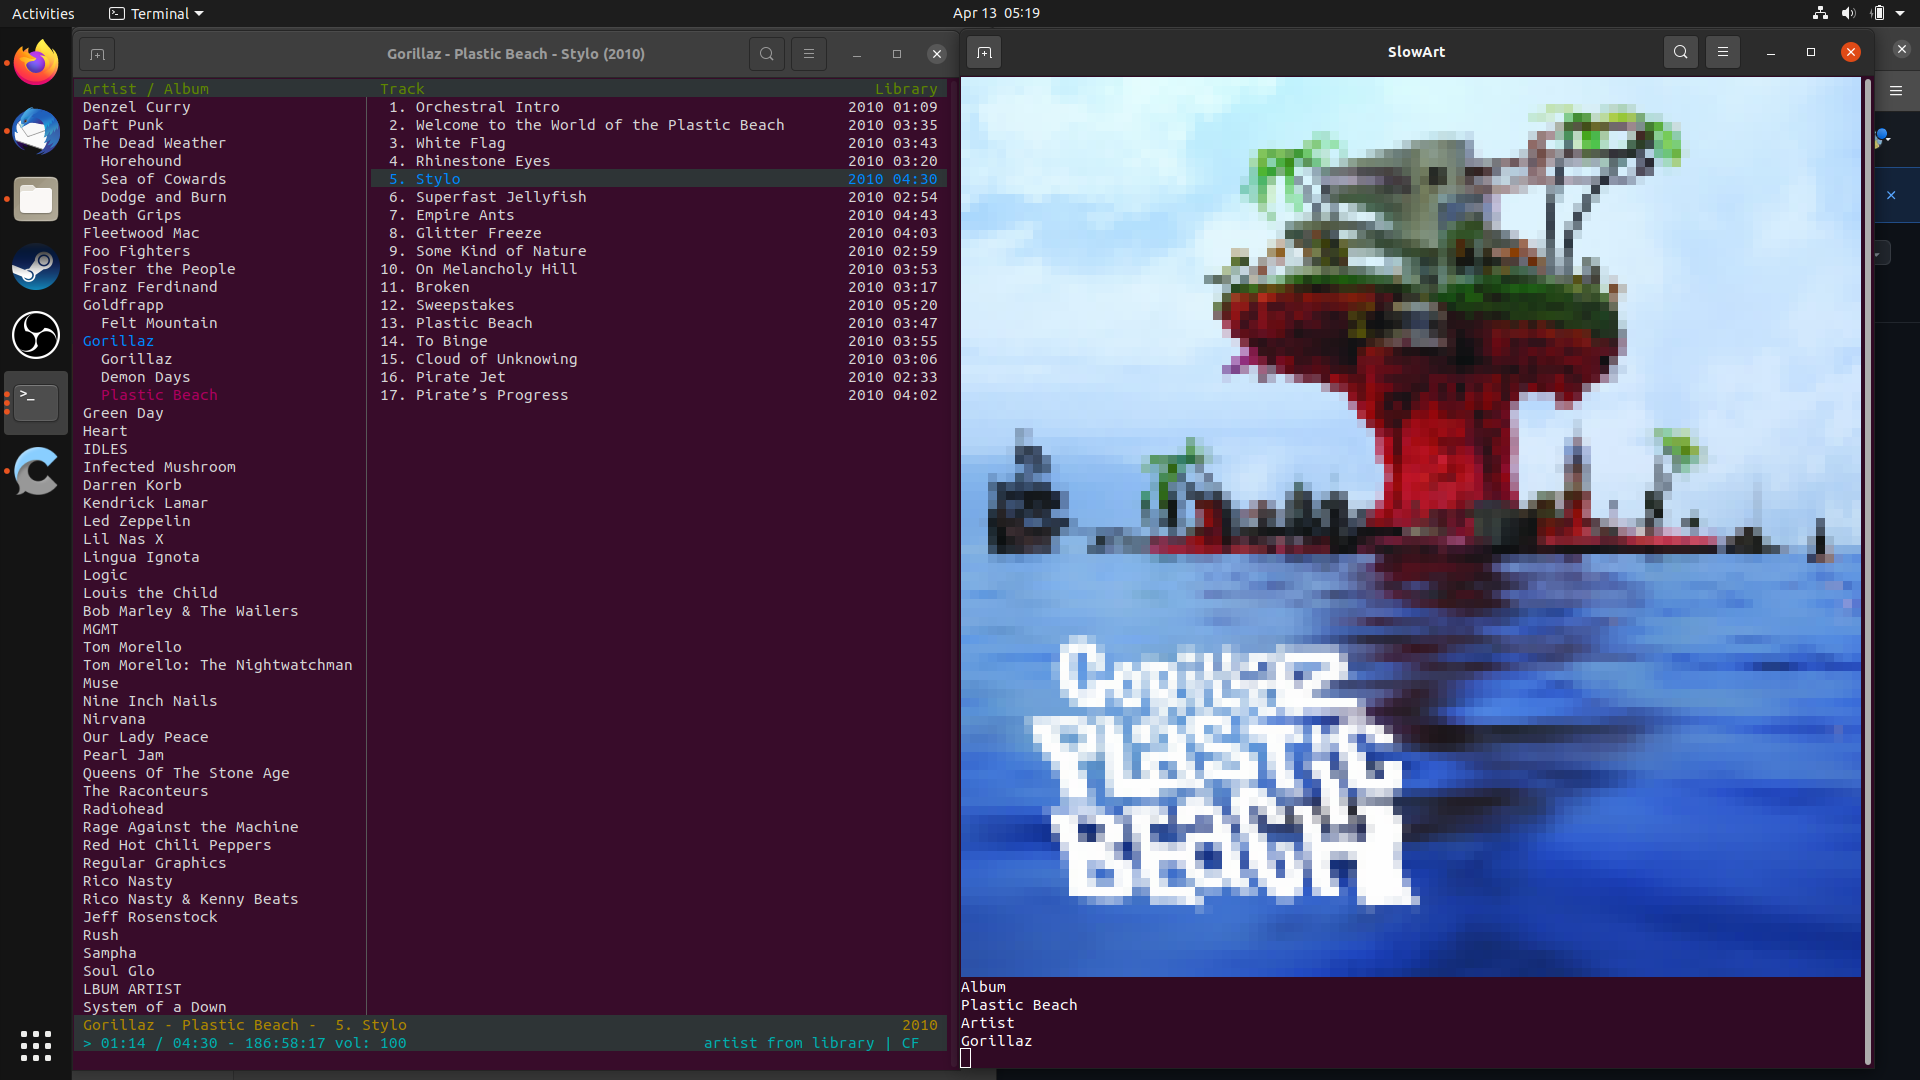 Activities
Terminal
Apr 13 05:19
Gorillaz - Plastic Beach - Stylo (2010)
Artist / Album Track Library
Denzel Curry
Daft Punk
The Dead Weather
Horehound
Sea of Cowards
Dodge and Burn
Death Grips
Fleetwood Mac
Foo Fighters
Foster the People
Franz Ferdinand
Goldfrapp
Felt Mountain
Gorillaz
Gorillaz
Demon Days
Plastic Beach
Green Day
Heart
IDLES
Infected Mushroom
Darren Korb
Kendrick Lamar
Led Zeppelin
Lil Nas X
Lingua Ignota
Logic
Louis the Child
Bob Marley & The Wailers
MGMT
Tom Morello
Tom Morello: The Nightwatchman
Muse
Nine Inch Nails
Nirvana
Our Lady Peace
Pearl Jam
Queens Of The Stone Age
The Raconteurs
Radiohead
Rage Against the Machine
Red Hot Chili Peppers
Regular Graphics
Rico Nasty
Rico Nasty & Kenny Beats
Jeff Rosenstock
Rush
Sampha
Soul Glo
LBUM ARTIST
System of a Down
1. Orchestral Intro 2010 01:09
2. Welcome to the World of the Plastic Beach 2010 03:35
3. White Flag 2010 03:43
4. Rhinestone Eyes 2010 03:20
5. Stylo 2010 04:30
6. Superfast Jellyfish 2010 02:54
7. Empire Ants 2010 04:43
8. Glitter Freeze 2010 04:03
9. Some Kind of Nature 2010 02:59
10. On Melancholy Hill 2010 03:53
11. Broken 2010 03:17
12. Sweepstakes 2010 05:20
13. Plastic Beach 2010 03:47
14. To Binge 2010 03:55
15. Cloud of Unknowing 2010 03:06
16. Pirate Jet 2010 02:33
17. Pirate’s Progress 2010 04:02
Gorillaz - Plastic Beach - 5. Stylo 2010
> 01:14 / 04:30 - 186:58:17 vol: 100 artist from library | CF
SlowArt
Gorillaz
PLASTIC
BEACH
Album
Plastic Beach
Artist
Gorillaz